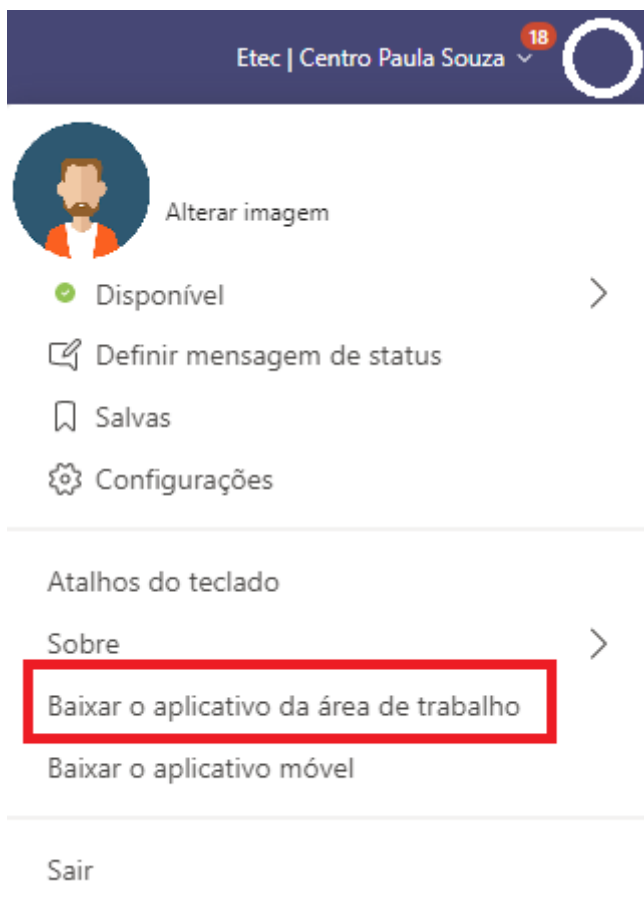 Etec | Centro Paula Souza
18
Alterar imagem
Disponível
Definir mensagem de status
Salvas
Configurações
Atalhos do teclado
Sobre
Baixar o aplicativo da área de trabalho
Baixar o aplicativo móvel
Sair